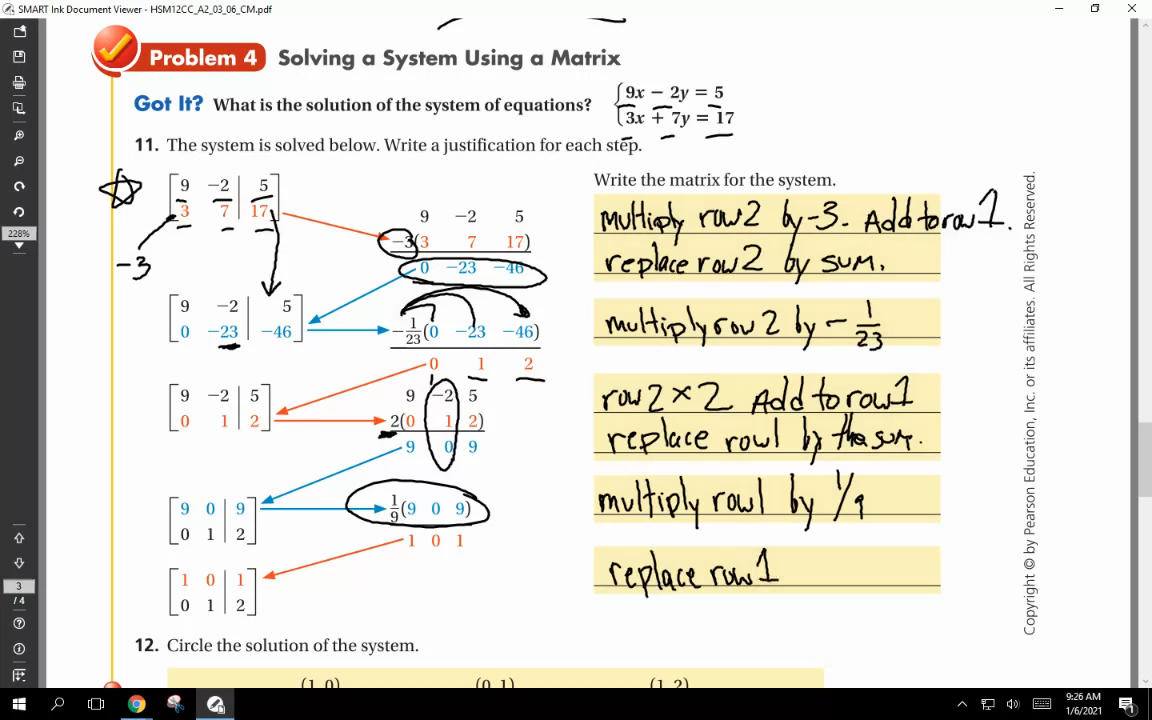 SMART Ink Document Viewer - HSM12CC_A2_03_06_CM.pdf
Problem 4 Solving a System Using a Matrix
Got It? What is the solution of the system of equations? {9x − 2y = 5
{3x + 7y = 17
11. The system is solved below. Write a justification for each step.
[9 −2 | 5]
[3 7 | 17]
−3
9 −2 5
−3(3 7 17)
0 −23 −46
Write the matrix for the system.
multiply row 2 by -3. Add to row 1.
replace row 2 by sum.
[9 −2 | 5]
[0 −23 | −46]
−1/23(0 −23 −46)
0 1 2
multiply row 2 by − 1/23
[9 −2 | 5]
[0 1 | 2]
9 −2 5
2(0 1 2)
9 0 9
row 2 × 2 Add to row 1
replace row 1 by the sum.
[9 0 | 9]
[0 1 | 2]
1/9(9 0 9)
1 0 1
multiply row 1 by 1/9
[1 0 | 1]
[0 1 | 2]
replace row 1
12. Circle the solution of the system.
(1, 0) (0, 1) (1, 2)
Copyright © by Pearson Education, Inc. or its affiliates. All Rights Reserved.
228%
3
/ 4
9:26 AM
1/6/2021
1